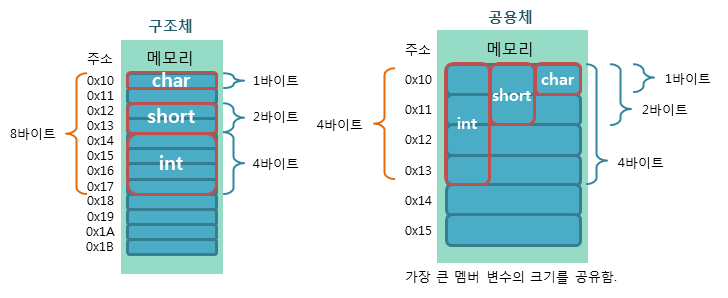 구조체
주소
메모리
0x10
0x11
0x12
0x13
0x14
0x15
0x16
0x17
0x18
0x19
0x1A
0x1B
char
short
int
8바이트
1바이트
2바이트
4바이트
공용체
주소
메모리
0x10
0x11
0x12
0x13
0x14
0x15
int
short
char
4바이트
1바이트
2바이트
4바이트
가장 큰 멤버 변수의 크기를 공유함.